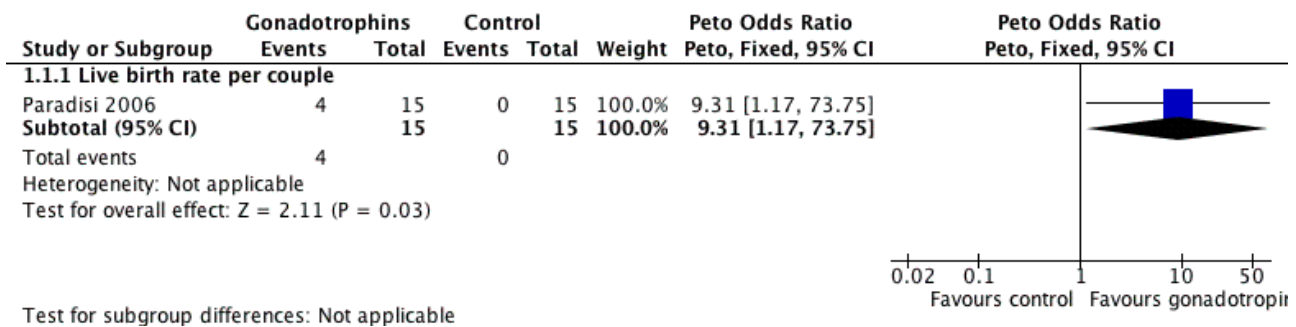 Gonadotrophins Control Peto Odds Ratio Peto Odds Ratio
Study or Subgroup Events Total Events Total Weight Peto, Fixed, 95% CI Peto, Fixed, 95% CI
1.1.1 Live birth rate per couple
Paradisi 2006 4 15 0 15 100.0% 9.31 [1.17, 73.75]
Subtotal (95% CI) 15 15 100.0% 9.31 [1.17, 73.75]
Total events 4 0
Heterogeneity: Not applicable
Test for overall effect: Z = 2.11 (P = 0.03)
0.02 0.1 1 10 50
Favours control Favours gonadotropin
Test for subgroup differences: Not applicable